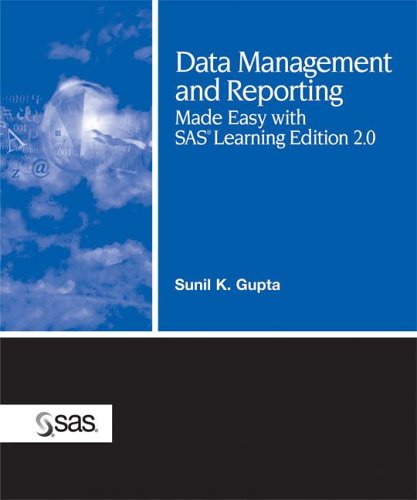 Data Management
and Reporting
Made Easy with
SAS® Learning Edition 2.0
Sunil K. Gupta
sas.